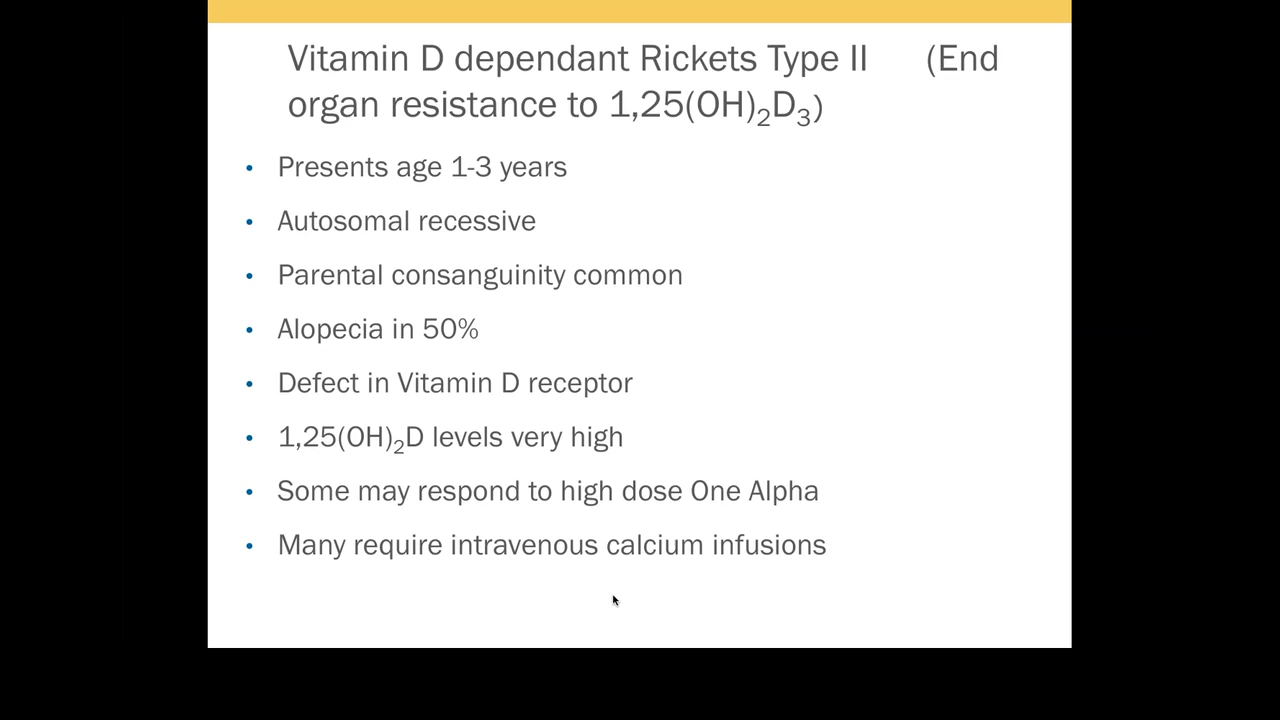 Vitamin D dependant Rickets Type II (End
organ resistance to 1,25(OH)₂D₃)
• Presents age 1-3 years
• Autosomal recessive
• Parental consanguinity common
• Alopecia in 50%
• Defect in Vitamin D receptor
• 1,25(OH)₂D levels very high
• Some may respond to high dose One Alpha
• Many require intravenous calcium infusions